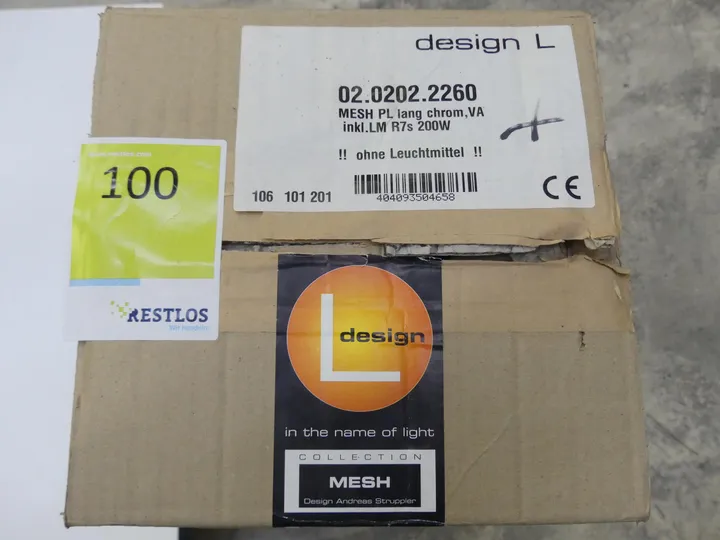 design L
02.0202.2260
MESH PL lang chrom,VA
inkl.LM R7s 200W
!! ohne Leuchtmittel !!
106 101 201
404093504658
CE
100
RESTLOS
L
design
in the name of light
COLLECTION
MESH
Design Andreas Struppler